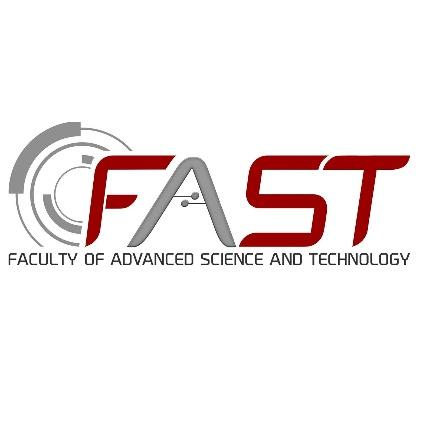 FAST
FACULTY OF ADVANCED SCIENCE AND TECHNOLOGY